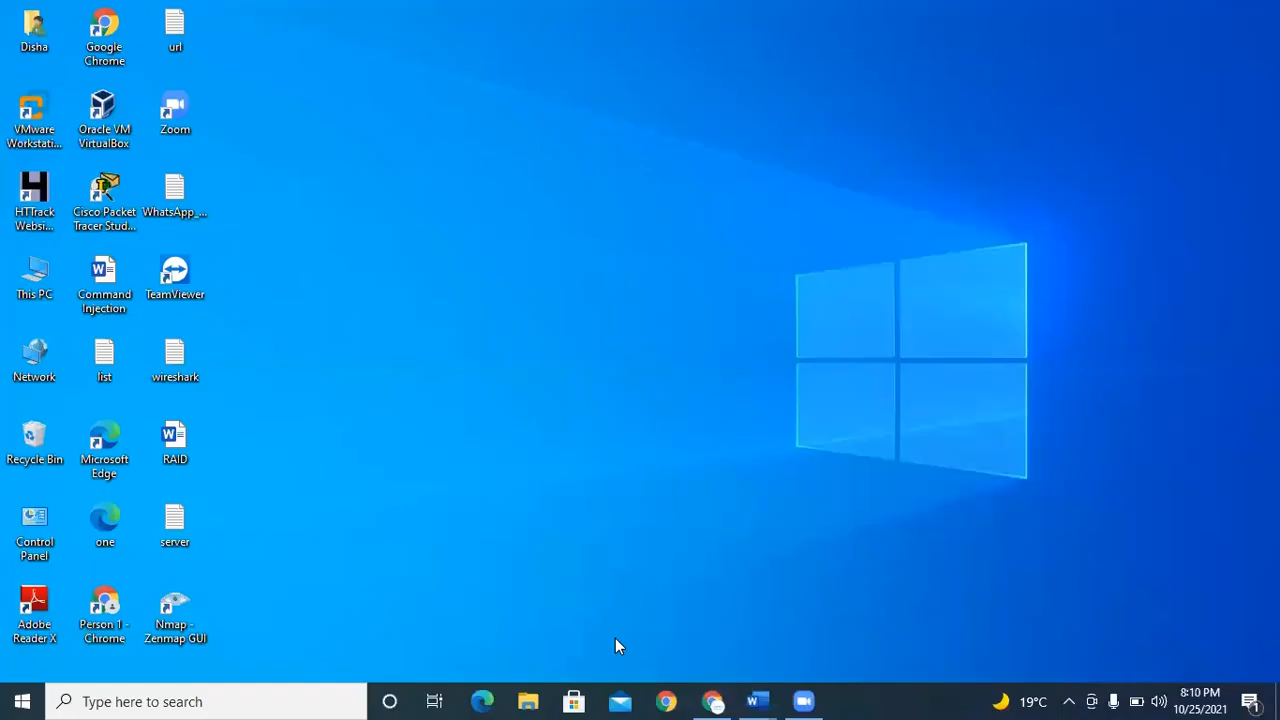 Disha
Google
Chrome
url
VMware
Workstati...
Oracle VM
VirtualBox
Zoom
HTTrack
Websi...
Cisco Packet
Tracer Stud...
WhatsApp_...
This PC
Command
Injection
TeamViewer
Network
list
wireshark
Recycle Bin
Microsoft
Edge
RAID
Control
Panel
one
server
Adobe
Reader X
Person 1 -
Chrome
Nmap -
Zenmap GUI
Type here to search
19°C
8:10 PM
10/25/2021
1